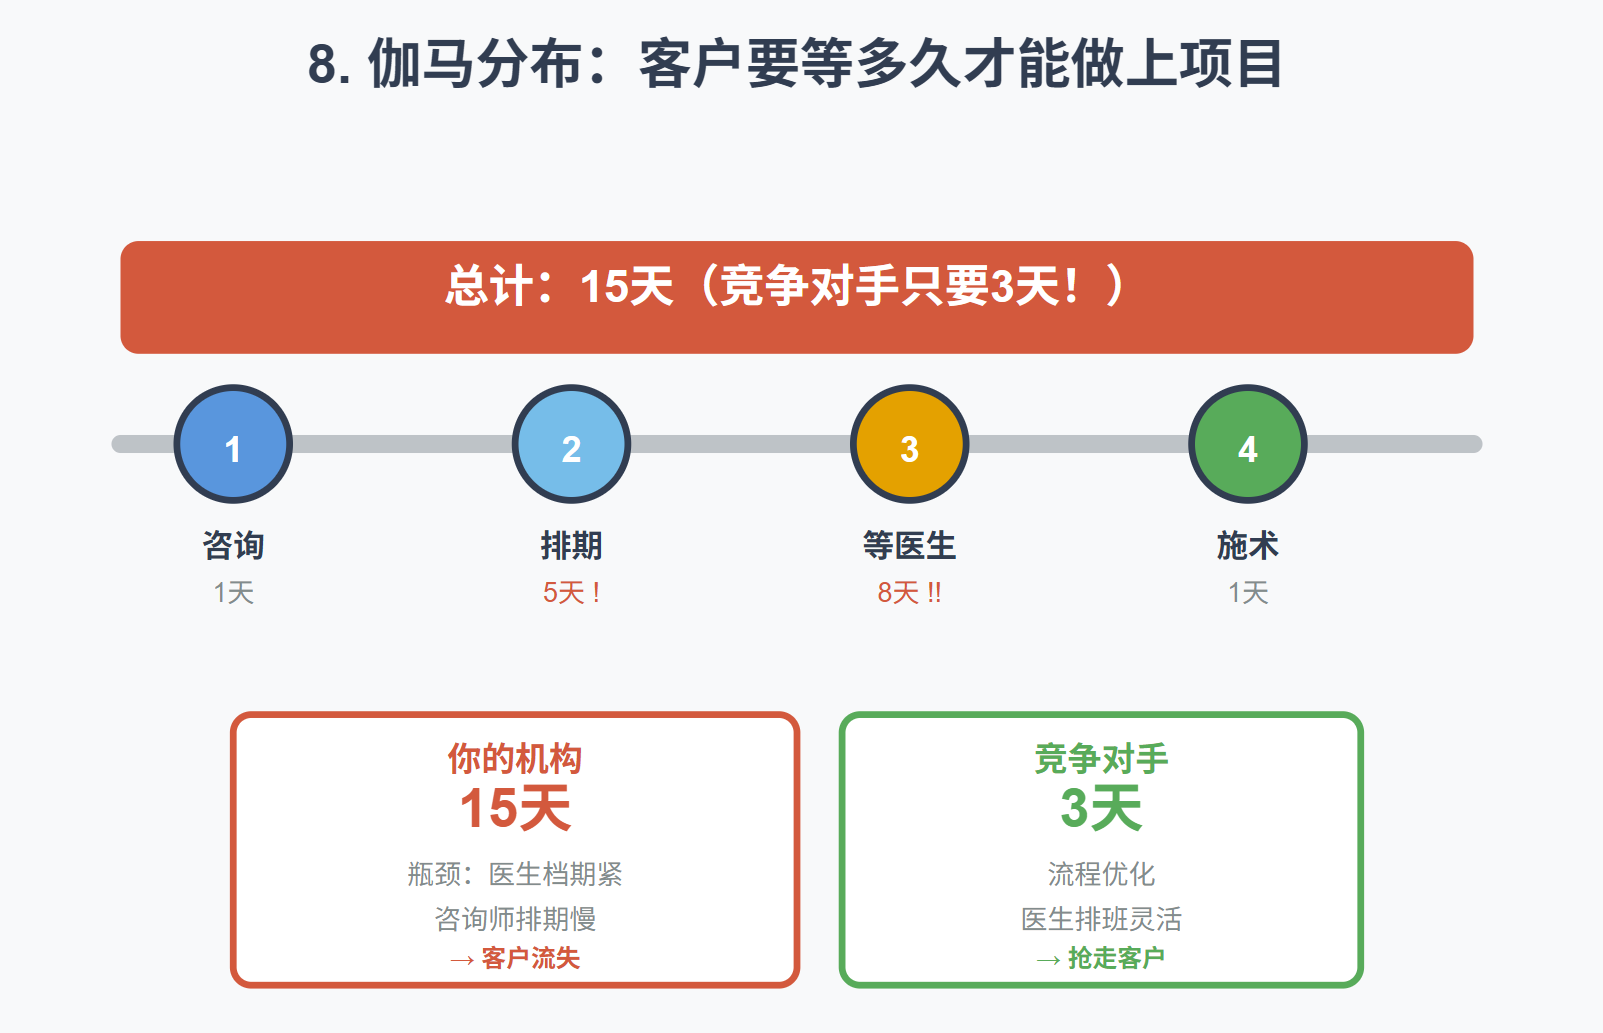 8. 伽马分布：客户要等多久才能做上项目
总计：15天（竞争对手只要3天！）
1
2
3
4
咨询
排期
等医生
施术
1天
5天 !
8天 !!
1天
你的机构
15天
瓶颈：医生档期紧
咨询师排期慢
→ 客户流失
竞争对手
3天
流程优化
医生排班灵活
→ 抢走客户